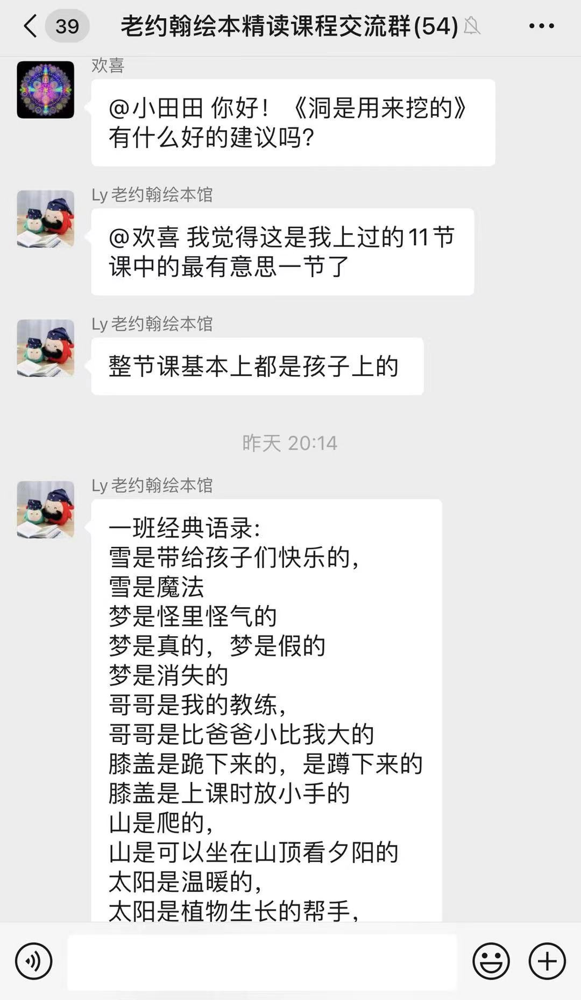 39
老约翰绘本精读课程交流群(54)
欢喜
@小田田 你好！《洞是用来挖的》
有什么好的建议吗？
Ly 老约翰绘本馆
@欢喜 我觉得这是我上过的11节
课中的最有意思一节了
Ly 老约翰绘本馆
整节课基本上都是孩子上的
昨天 20:14
Ly 老约翰绘本馆
一班经典语录:
雪是带给孩子们快乐的，
雪是魔法
梦是怪里怪气的
梦是真的，梦是假的
梦是消失的
哥哥是我的教练，
哥哥是比爸爸小比我大的
膝盖是跪下来的，是蹲下来的
膝盖是上课时放小手的
山是爬的，
山是可以坐在山顶看夕阳的
太阳是温暖的，
太阳是植物生长的帮手，